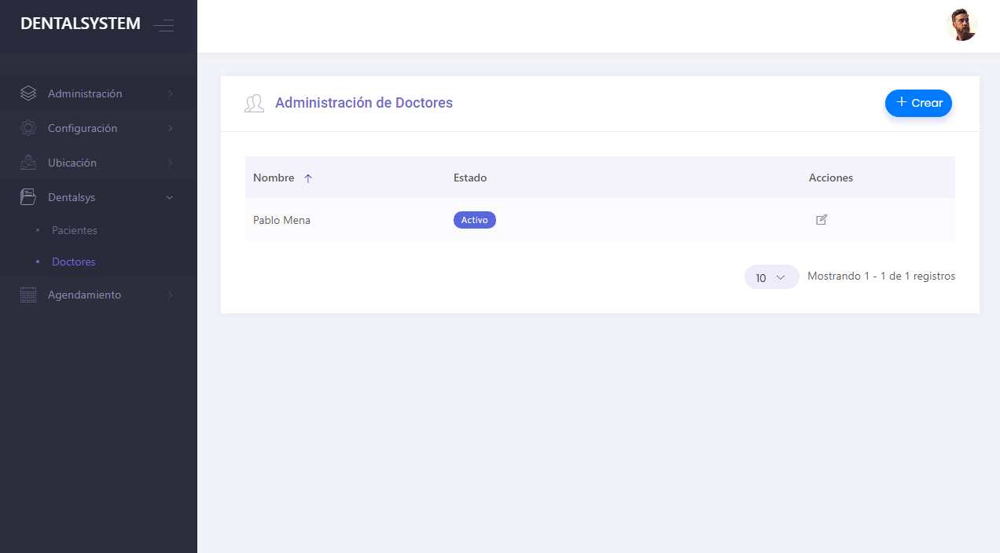 DENTALSYSTEM
Administración
Configuración
Ubicación
Dentalsys
Pacientes
Doctores
Agendamiento
Administración de Doctores
Crear
Nombre Estado Acciones
Pablo Mena Activo
10 Mostrando 1 - 1 de 1 registros